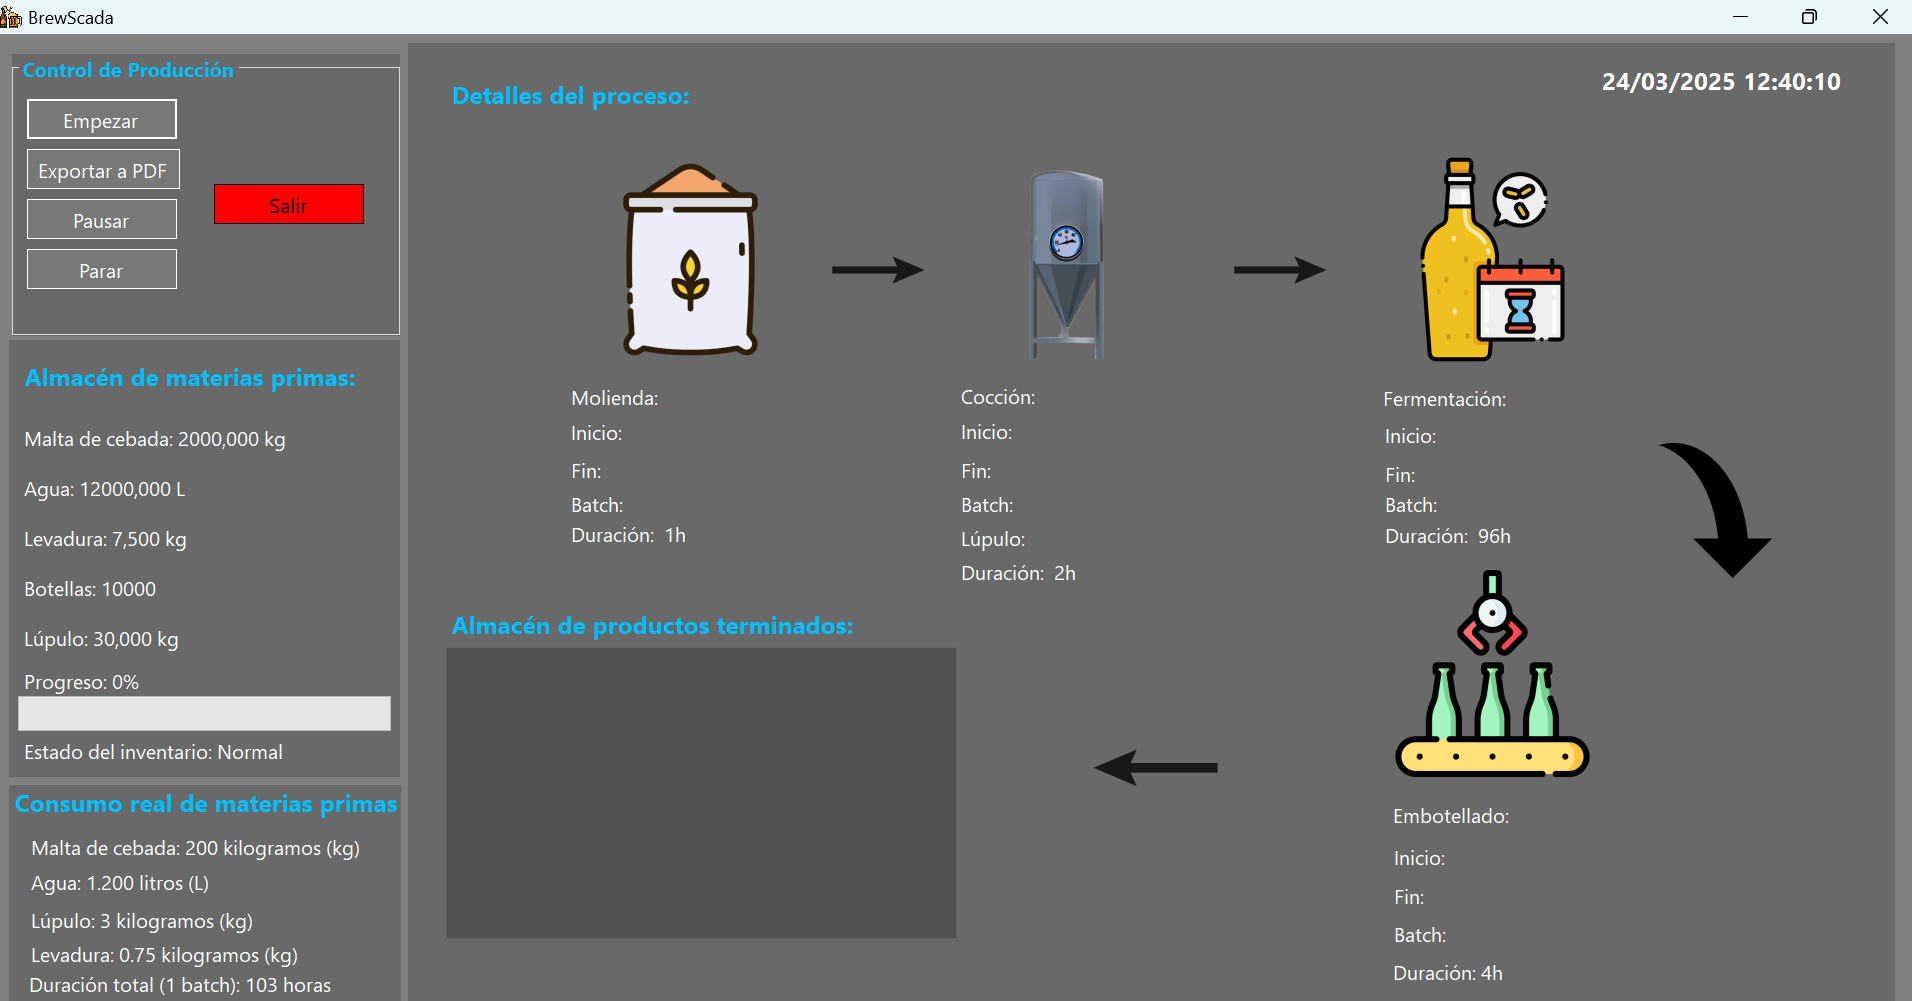 BrewScada
Control de Producción
Empezar
Exportar a PDF
Pausar
Parar
Salir
Almacén de materias primas:
Malta de cebada: 2000,000 kg
Agua: 12000,000 L
Levadura: 7,500 kg
Botellas: 10000
Lúpulo: 30,000 kg
Progreso: 0%
Estado del inventario: Normal
Consumo real de materias primas
Malta de cebada: 200 kilogramos (kg)
Agua: 1.200 litros (L)
Lúpulo: 3 kilogramos (kg)
Levadura: 0.75 kilogramos (kg)
Duración total (1 batch): 103 horas
Detalles del proceso:
24/03/2025 12:40:10
Molienda:
Inicio:
Fin:
Batch:
Duración: 1h
Cocción:
Inicio:
Fin:
Batch:
Lúpulo:
Duración: 2h
Fermentación:
Inicio:
Fin:
Batch:
Duración: 96h
Embotellado:
Inicio:
Fin:
Batch:
Duración: 4h
Almacén de productos terminados: